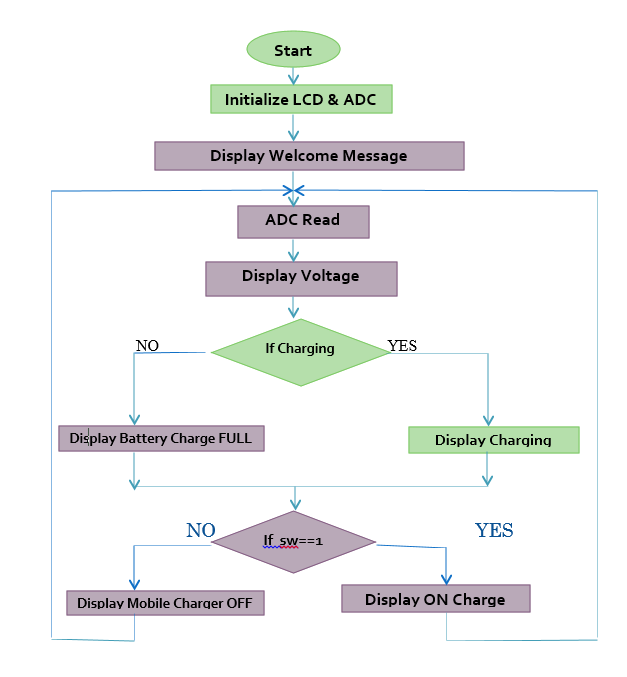 Start
Initialize LCD & ADC
Display Welcome Message
ADC Read
Display Voltage
If Charging
NO
YES
Display Battery Charge FULL
Display Charging
NO
YES
If sw==1
Display Mobile Charger OFF
Display ON Charge